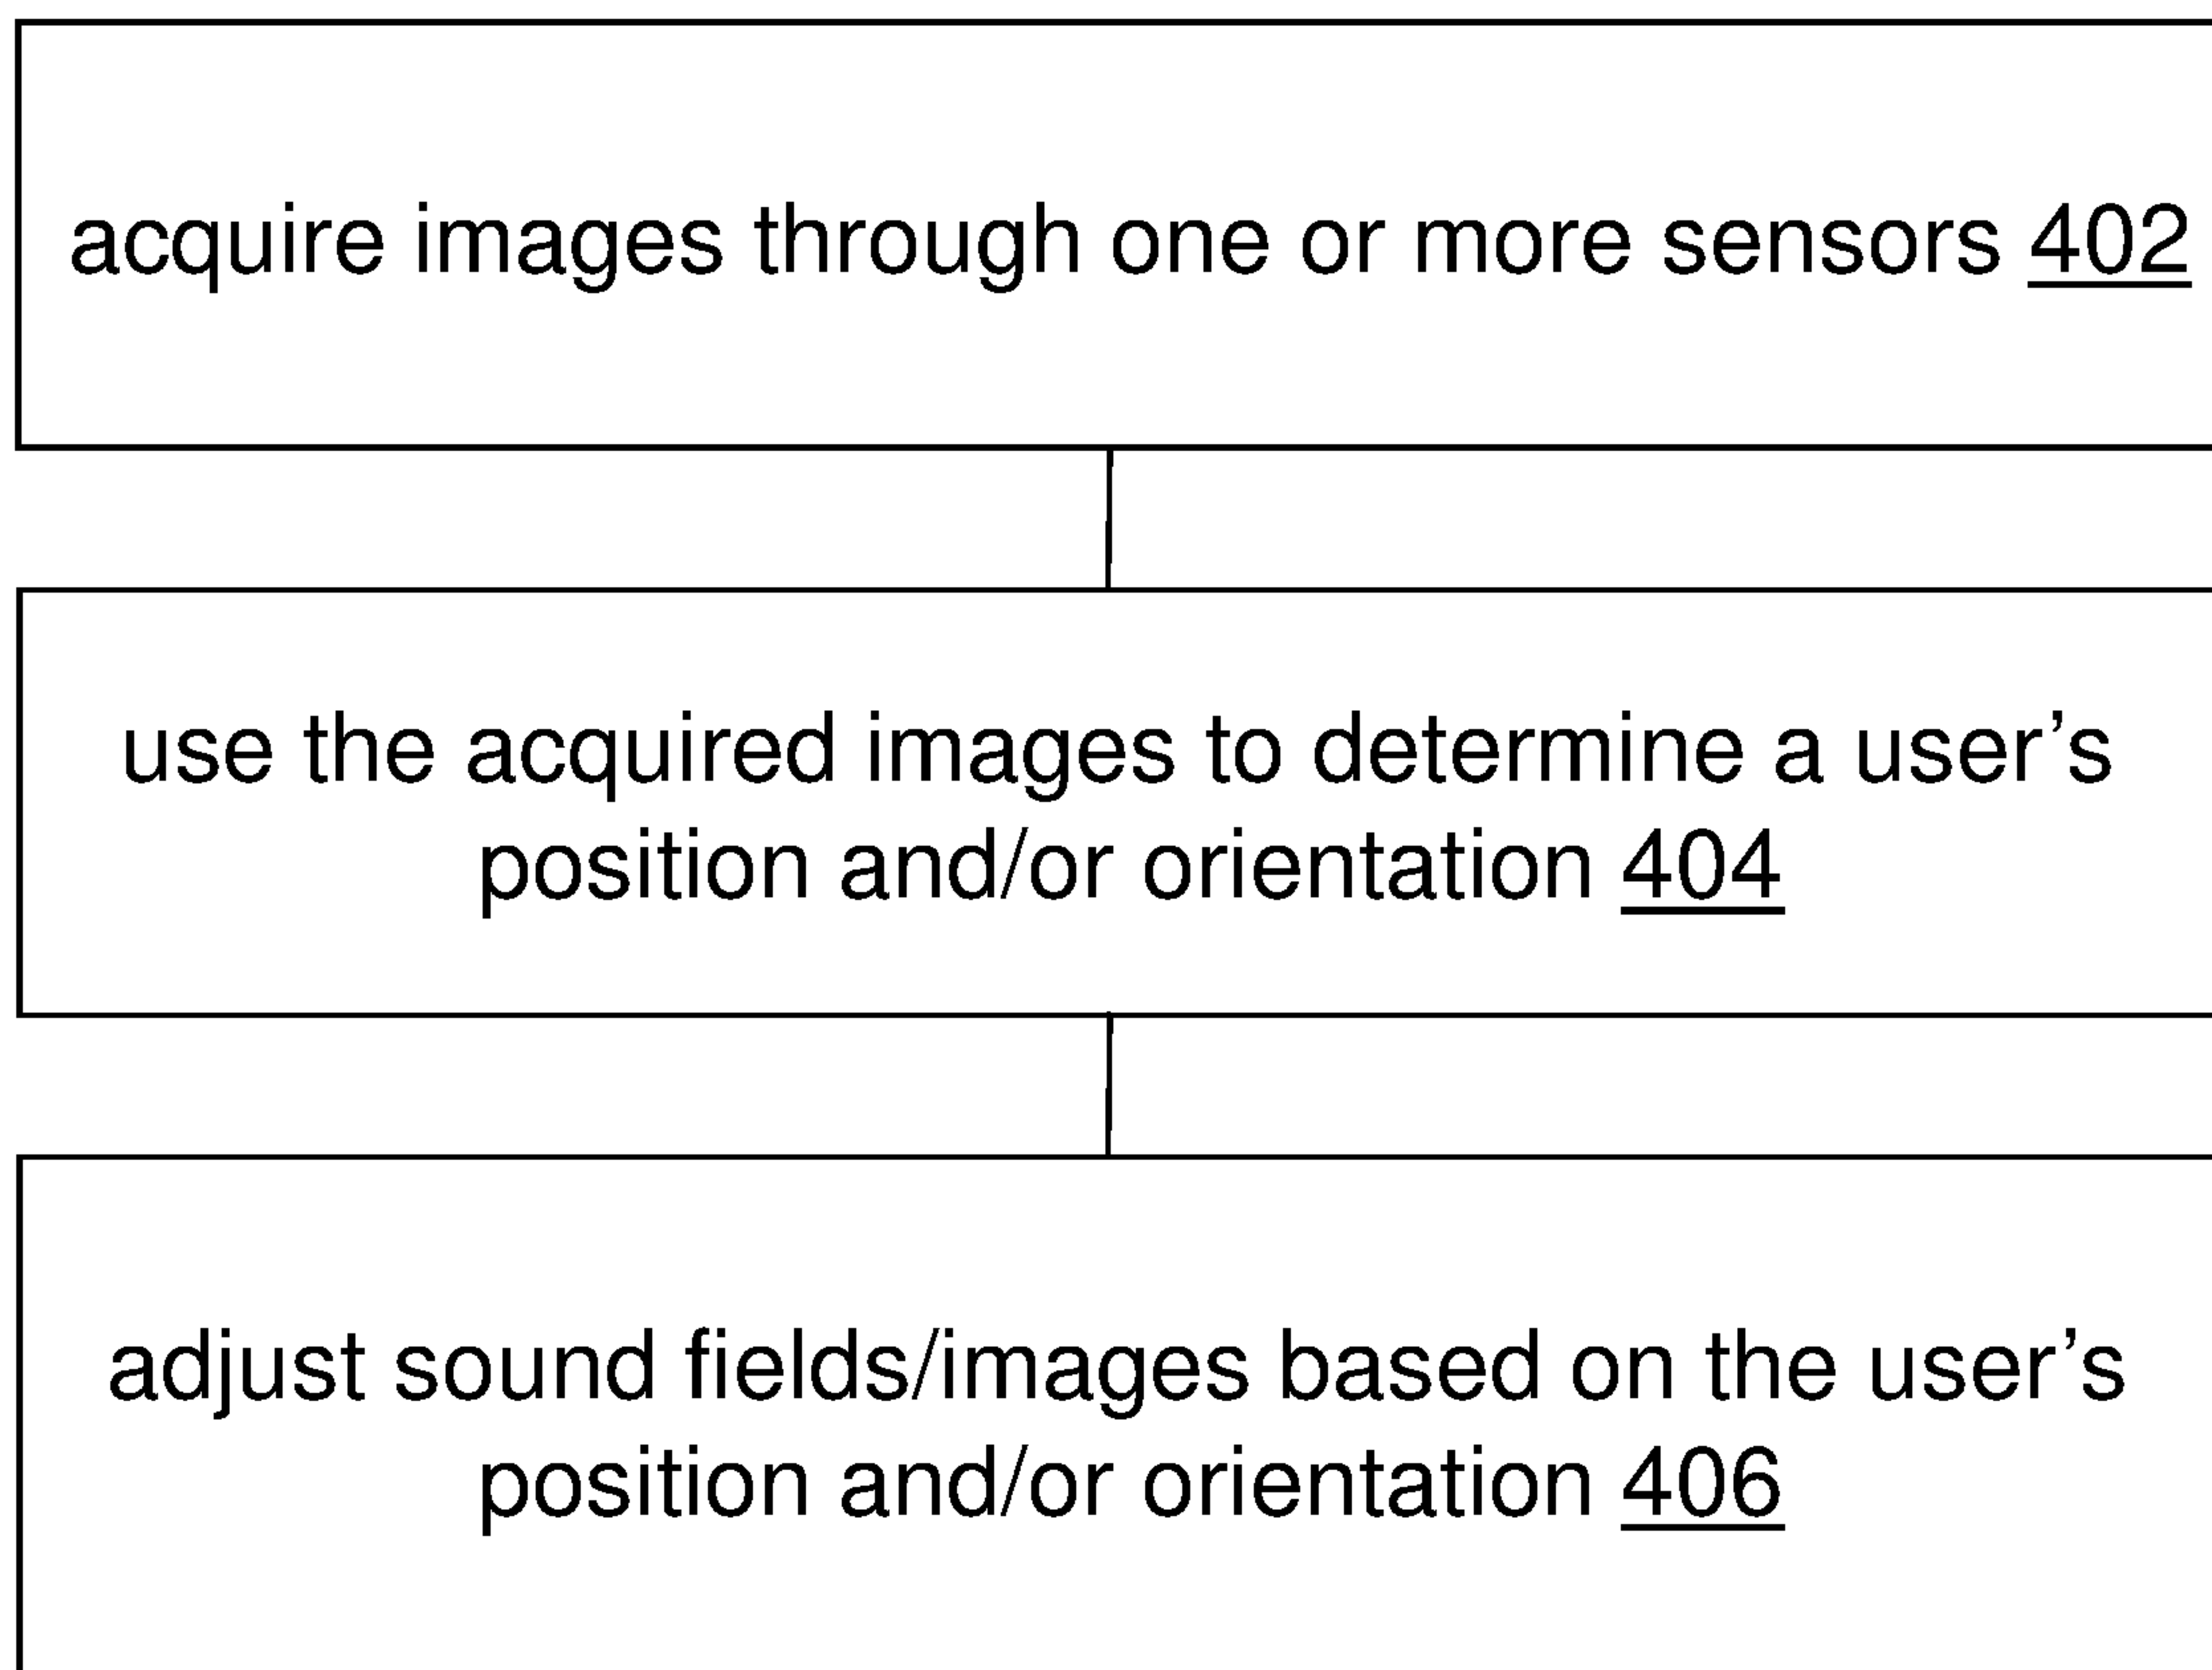 acquire images through one or more sensors 402
use the acquired images to determine a user’s
position and/or orientation 404
adjust sound fields/images based on the user’s
position and/or orientation 406